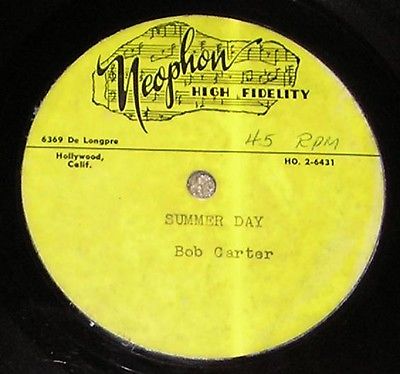 Neophon
HIGH FIDELITY
6369 De Longpre
Hollywood,
Calif.
45 RPM
HO. 2-6431
SUMMER DAY
Bob Carter